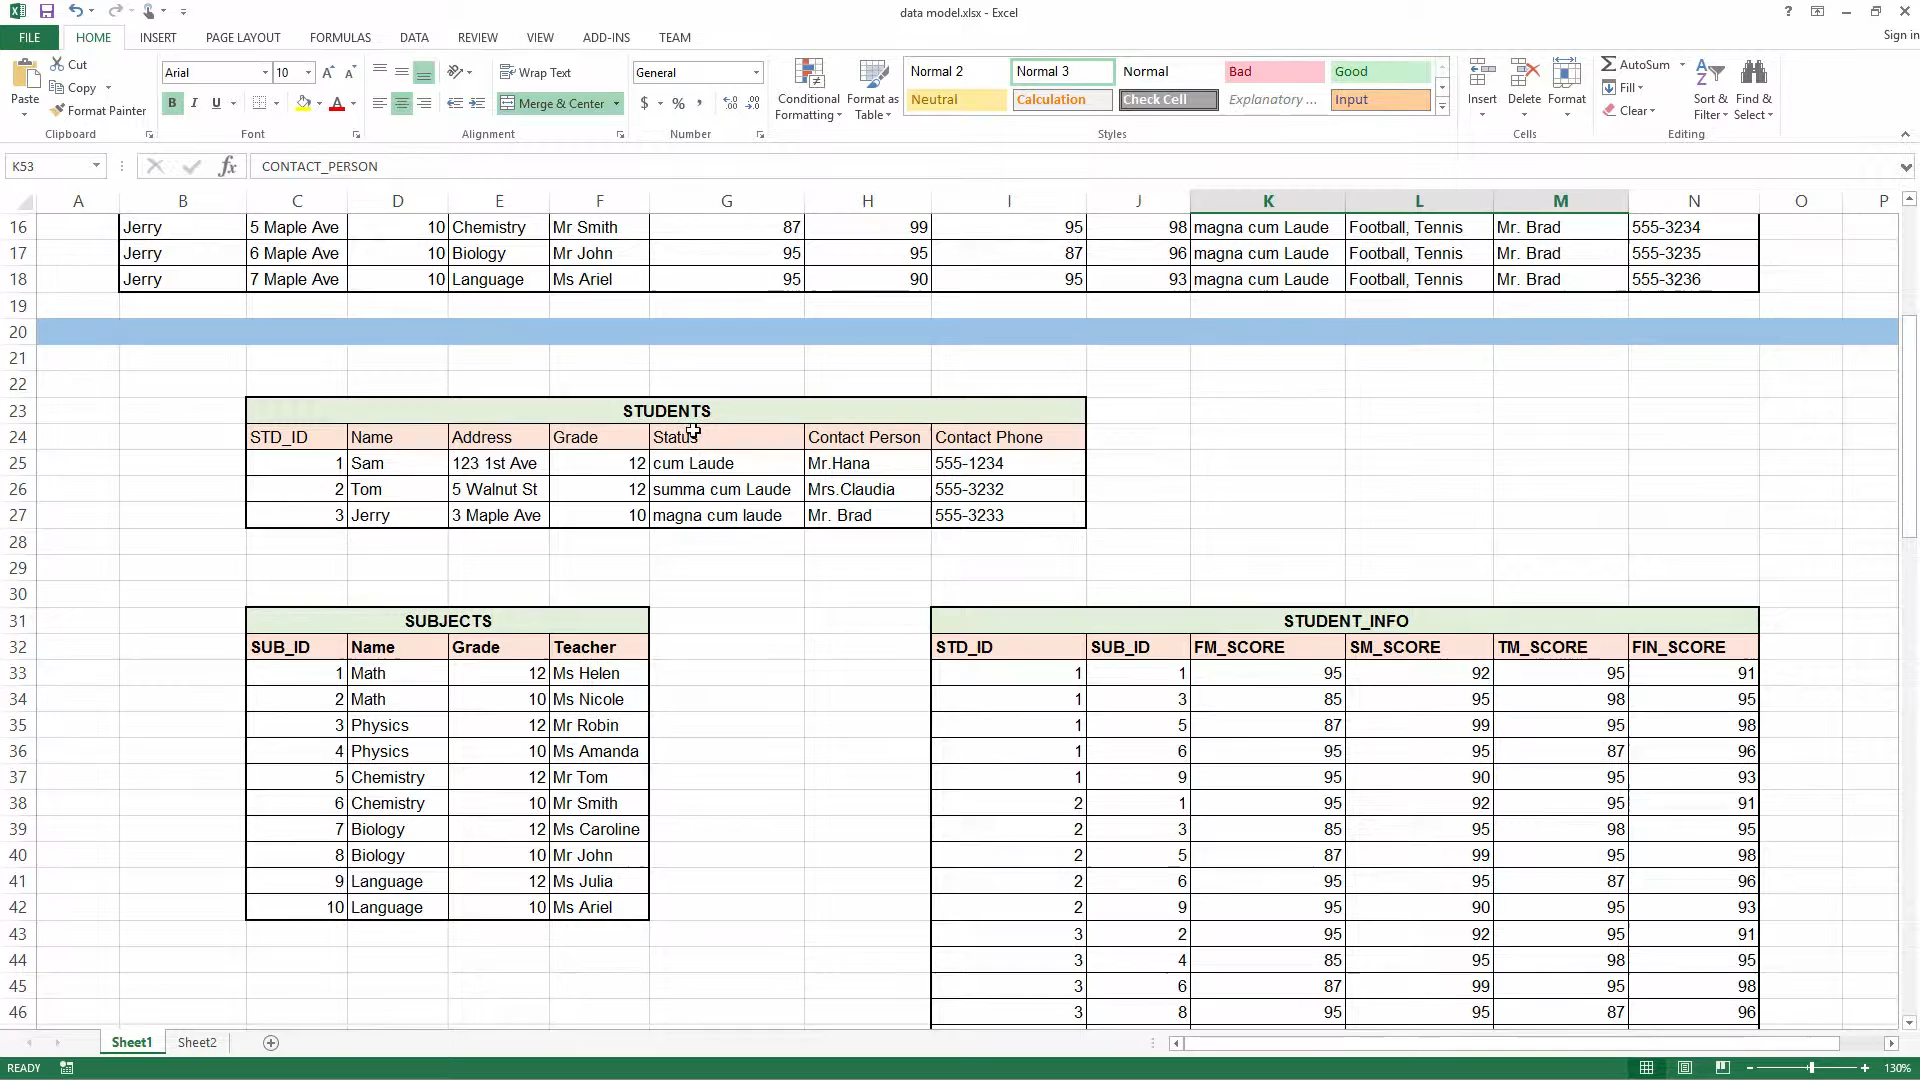 data model.xlsx - Excel
?
Sign in
FILE HOME INSERT PAGE LAYOUT FORMULAS DATA REVIEW VIEW ADD-INS TEAM
Paste
Cut
Copy
Format Painter
Clipboard
Arial 10
B I U
Font
Wrap Text
Merge & Center
Alignment
General
$ % ,
Number
Conditional Formatting
Format as Table
Normal 2 Normal 3 Normal Bad Good
Neutral Calculation Check Cell Explanatory ... Input
Styles
Insert Delete Format
Cells
AutoSum
Fill
Clear
Sort & Filter
Find & Select
Editing
K53 fx CONTACT_PERSON
A B C D E F G H I J K L M N O P
16 Jerry 5 Maple Ave 10 Chemistry Mr Smith 87 99 95 98 magna cum Laude Football, Tennis Mr. Brad 555-3234
17 Jerry 6 Maple Ave 10 Biology Mr John 95 95 87 96 magna cum Laude Football, Tennis Mr. Brad 555-3235
18 Jerry 7 Maple Ave 10 Language Ms Ariel 95 90 95 93 magna cum Laude Football, Tennis Mr. Brad 555-3236
19
20
21
22
23 STUDENTS
24 STD_ID Name Address Grade Status Contact Person Contact Phone
25 1 Sam 123 1st Ave 12 cum Laude Mr.Hana 555-1234
26 2 Tom 5 Walnut St 12 summa cum Laude Mrs.Claudia 555-3232
27 3 Jerry 3 Maple Ave 10 magna cum laude Mr. Brad 555-3233
28
29
30
31 SUBJECTS STUDENT_INFO
32 SUB_ID Name Grade Teacher STD_ID SUB_ID FM_SCORE SM_SCORE TM_SCORE FIN_SCORE
33 1 Math 12 Ms Helen 1 1 95 92 95 91
34 2 Math 10 Ms Nicole 1 3 85 95 98 95
35 3 Physics 12 Mr Robin 1 5 87 99 95 98
36 4 Physics 10 Ms Amanda 1 6 95 95 87 96
37 5 Chemistry 12 Mr Tom 1 9 95 90 95 93
38 6 Chemistry 10 Mr Smith 2 1 95 92 95 91
39 7 Biology 12 Ms Caroline 2 3 85 95 98 95
40 8 Biology 10 Mr John 2 5 87 99 95 98
41 9 Language 12 Ms Julia 2 6 95 95 87 96
42 10 Language 10 Ms Ariel 2 9 95 90 95 93
43 3 2 95 92 95 91
44 3 4 85 95 98 95
45 3 6 87 99 95 98
46 3 8 95 95 87 96
Sheet1 Sheet2
READY 130%